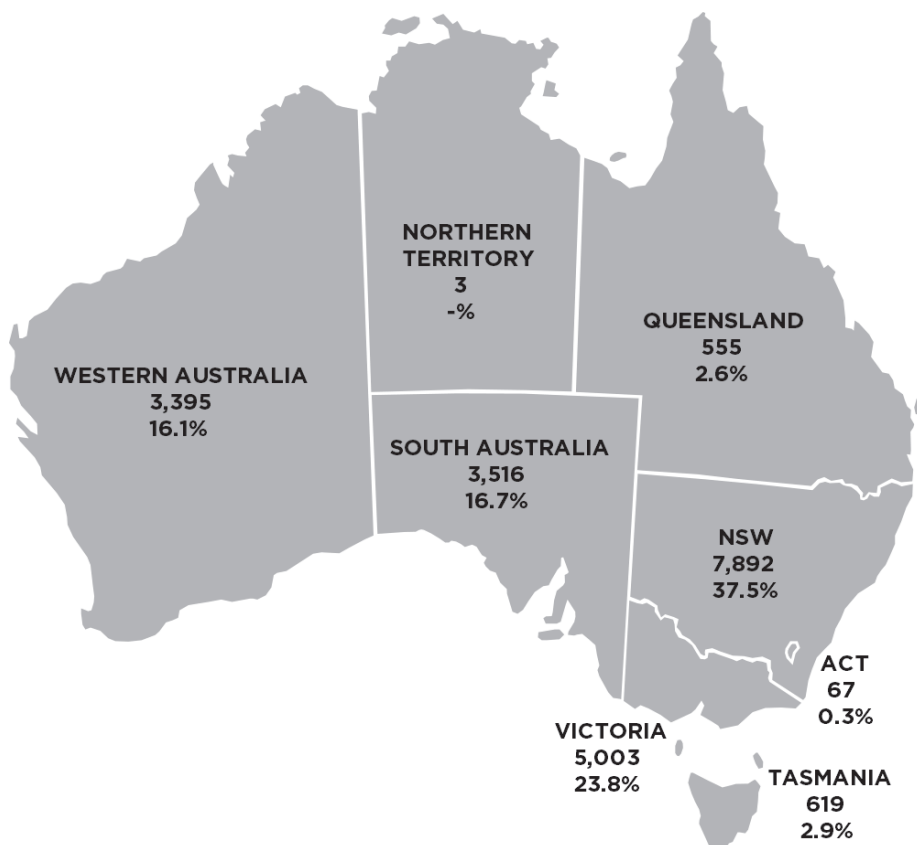 NORTHERN
TERRITORY
3
-%
QUEENSLAND
555
2.6%
WESTERN AUSTRALIA
3,395
16.1%
SOUTH AUSTRALIA
3,516
16.7%
NSW
7,892
37.5%
ACT
67
0.3%
VICTORIA
5,003
23.8%
TASMANIA
619
2.9%